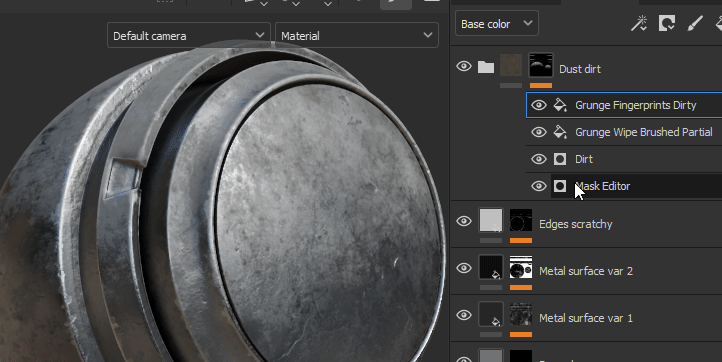 Default camera
Material
Base color
Dust dirt
Grunge Fingerprints Dirty
Grunge Wipe Brushed Partial
Dirt
Mask Editor
Edges scratchy
Metal surface var 2
Metal surface var 1